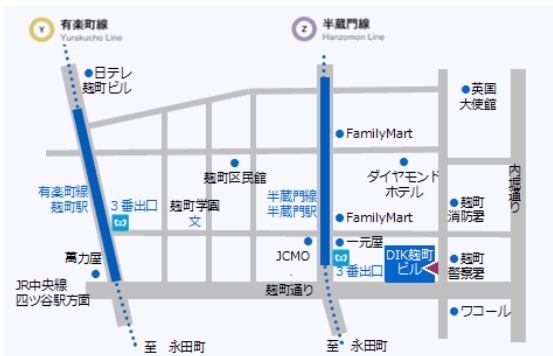 Y 有楽町線
Yurakucho Line
Z 半蔵門線
Hanzomon Line
日テレ
麹町ビル
英国
大使館
FamilyMart
麹町区民館
ダイヤモンド
ホテル
内堀通り
有楽町線
麹町駅
3番出口
麹町学園
文
半蔵門線
半蔵門駅
FamilyMart
麹町
消防署
萬力屋
JCMO
一元屋
3番出口
DIK麹町
ビル
麹町
警察署
JR中央線
四ツ谷駅方面
麹町通り
ワコール
至 永田町
至 永田町